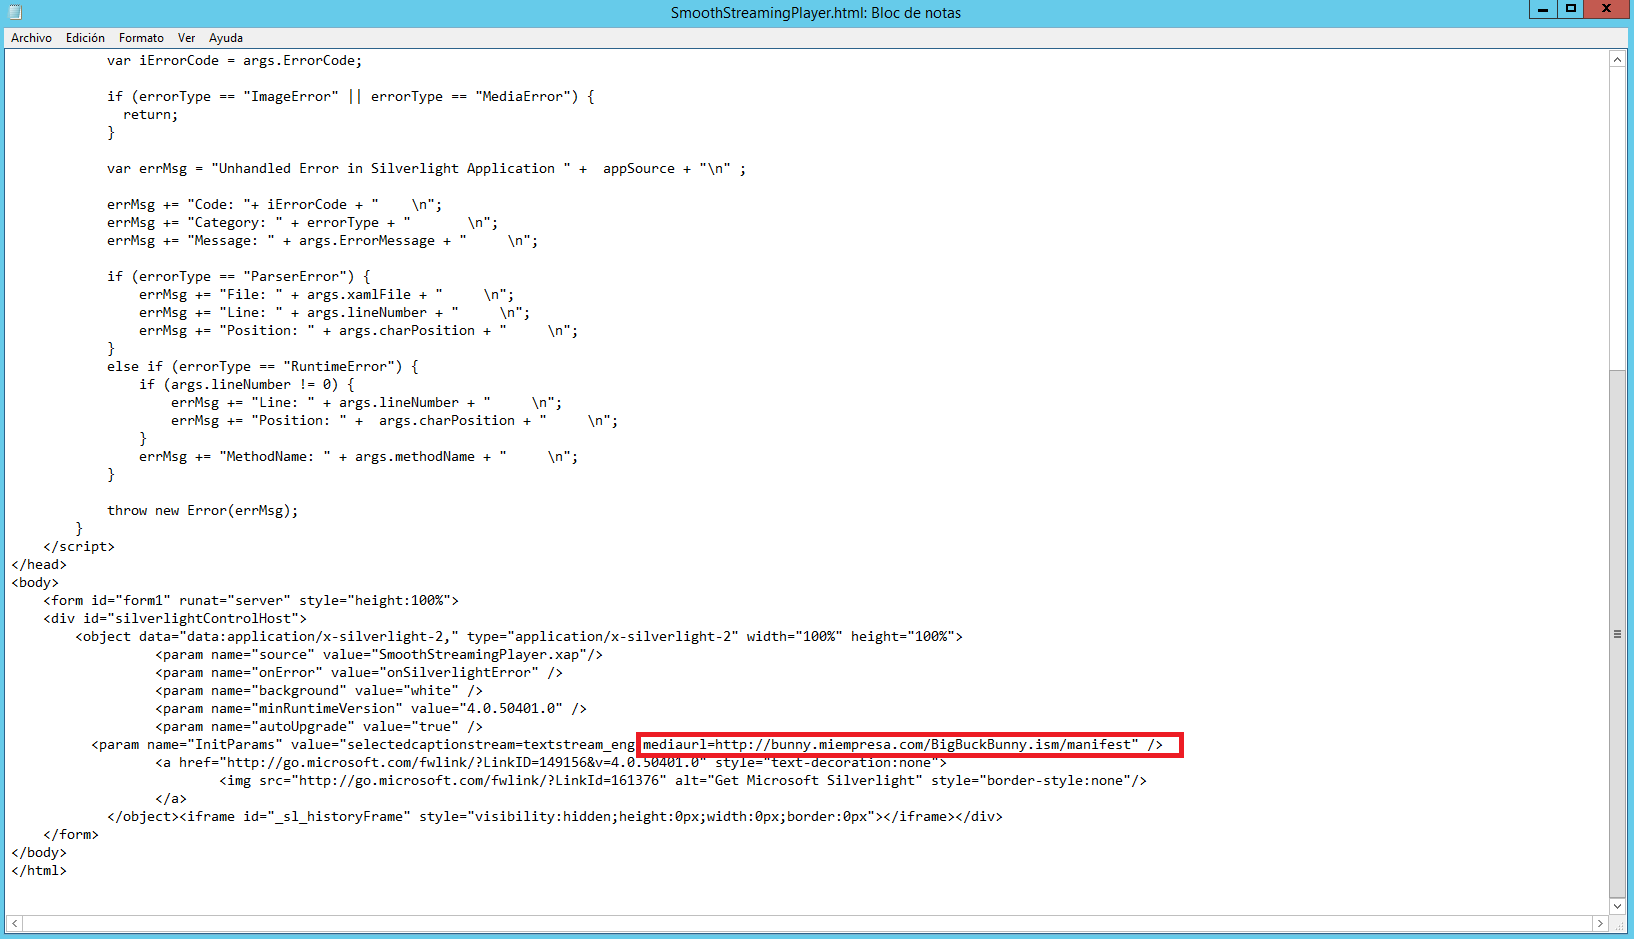 SmoothStreamingPlayer.html: Bloc de notas
Archivo Edición Formato Ver Ayuda
var iErrorCode = args.ErrorCode;
if (errorType == "ImageError" || errorType == "MediaError") {
return;
}
var errMsg = "Unhandled Error in Silverlight Application " +  appSource + "\n" ;
errMsg += "Code: "+ iErrorCode + "    \n";
errMsg += "Category: " + errorType + "       \n";
errMsg += "Message: " + args.ErrorMessage + "     \n";
if (errorType == "ParserError") {
errMsg += "File: " + args.xamlFile + "     \n";
errMsg += "Line: " + args.lineNumber + "     \n";
errMsg += "Position: " + args.charPosition + "     \n";
}
else if (errorType == "RuntimeError") {
if (args.lineNumber != 0) {
errMsg += "Line: " + args.lineNumber + "     \n";
errMsg += "Position: " +  args.charPosition + "     \n";
}
errMsg += "MethodName: " + args.methodName + "     \n";
}
throw new Error(errMsg);
}
</script>
</head>
<body>
<form id="form1" runat="server" style="height:100%">
<div id="silverlightControlHost">
<object data="data:application/x-silverlight-2," type="application/x-silverlight-2" width="100%" height="100%">
<param name="source" value="SmoothStreamingPlayer.xap"/>
<param name="onError" value="onSilverlightError" />
<param name="background" value="white" />
<param name="minRuntimeVersion" value="4.0.50401.0" />
<param name="autoUpgrade" value="true" />
<param name="InitParams" value="selectedcaptionstream=textstream_eng mediaurl=http://bunny.miempresa.com/BigBuckBunny.ism/manifest" />
<a href="http://go.microsoft.com/fwlink/?LinkID=149156&v=4.0.50401.0" style="text-decoration:none">
<img src="http://go.microsoft.com/fwlink/?LinkId=161376" alt="Get Microsoft Silverlight" style="border-style:none"/>
</a>
</object><iframe id="_sl_historyFrame" style="visibility:hidden;height:0px;width:0px;border:0px"></iframe></div>
</form>
</body>
</html>